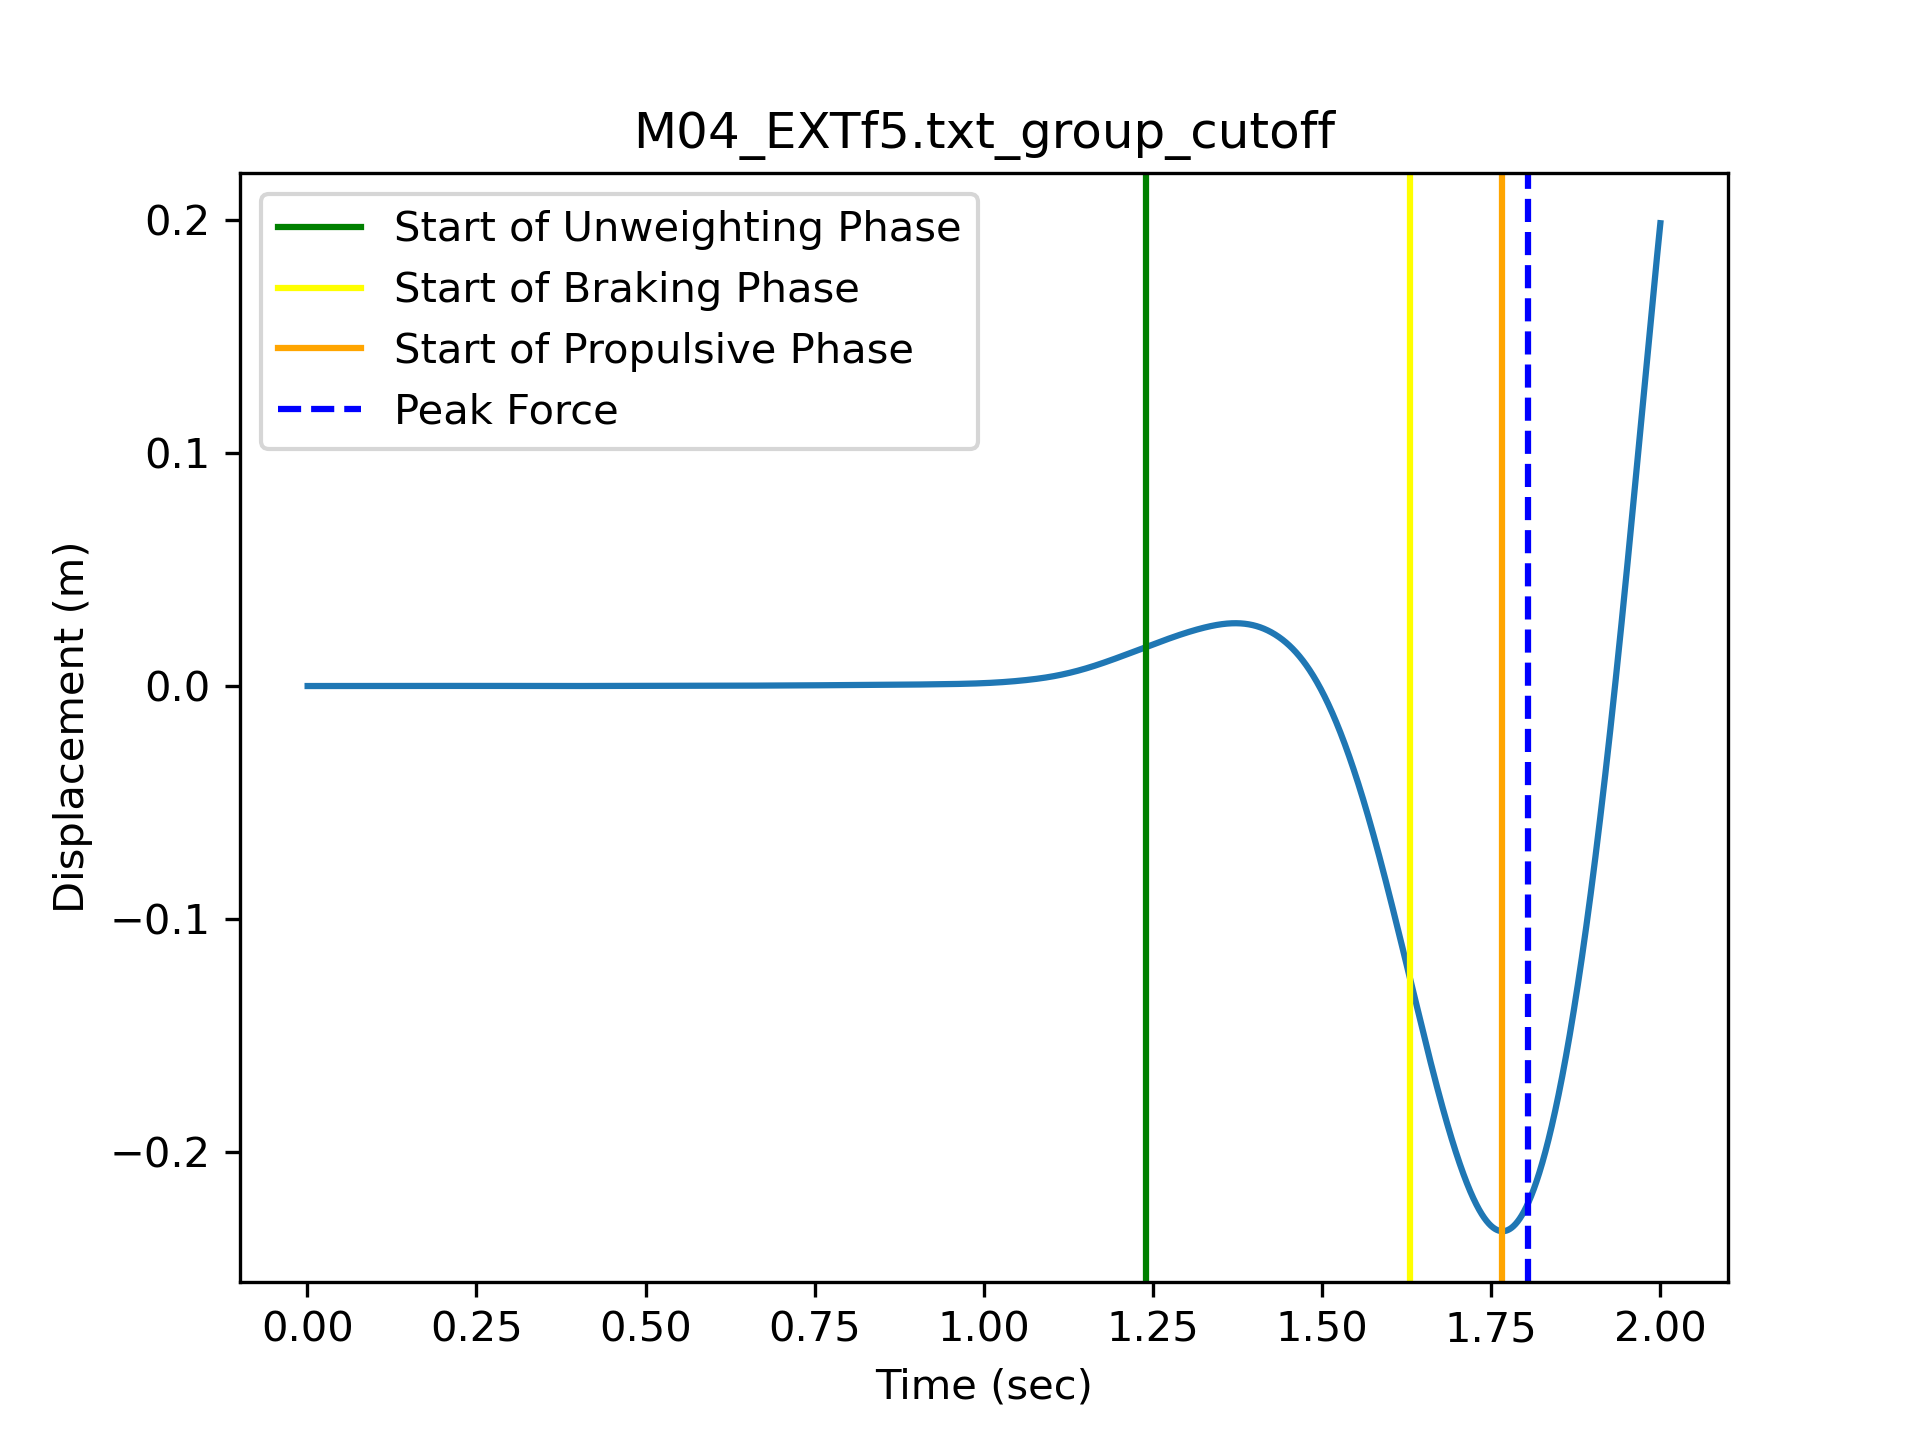 M04_EXTf5.txt_group_cutoff
Start of Unweighting Phase
Start of Braking Phase
Start of Propulsive Phase
Peak Force
0.2
0.1
0.0
−0.1
−0.2
Displacement (m)
0.00 0.25 0.50 0.75 1.00 1.25 1.50 1.75 2.00
Time (sec)